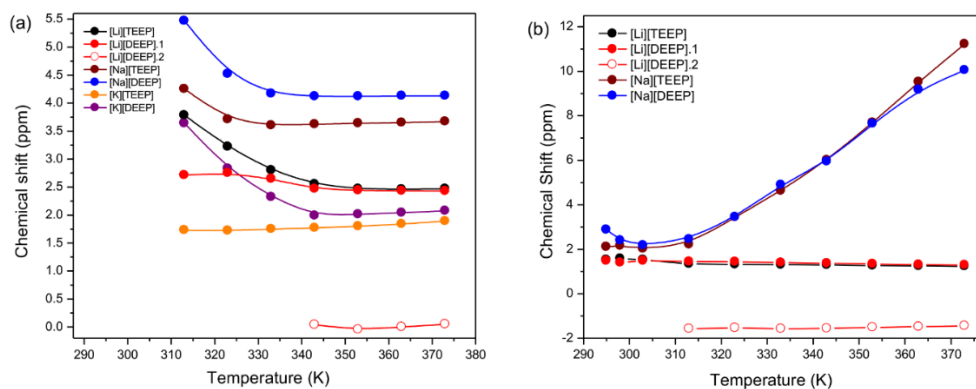 (a)
[Li][TEEP]
[Li][DEEP].1
[Li][DEEP].2
[Na][TEEP]
[Na][DEEP]
[K][TEEP]
[K][DEEP]
Chemical shift (ppm)
5.5
5.0
4.5
4.0
3.5
3.0
2.5
2.0
1.5
1.0
0.5
0.0
290 300 310 320 330 340 350 360 370 380
Temperature (K)
(b)
[Li][TEEP]
[Li][DEEP].1
[Li][DEEP].2
[Na][TEEP]
[Na][DEEP]
Chemical Shift (ppm)
12
10
8
6
4
2
0
-2
290 300 310 320 330 340 350 360 370
Temperature (K)